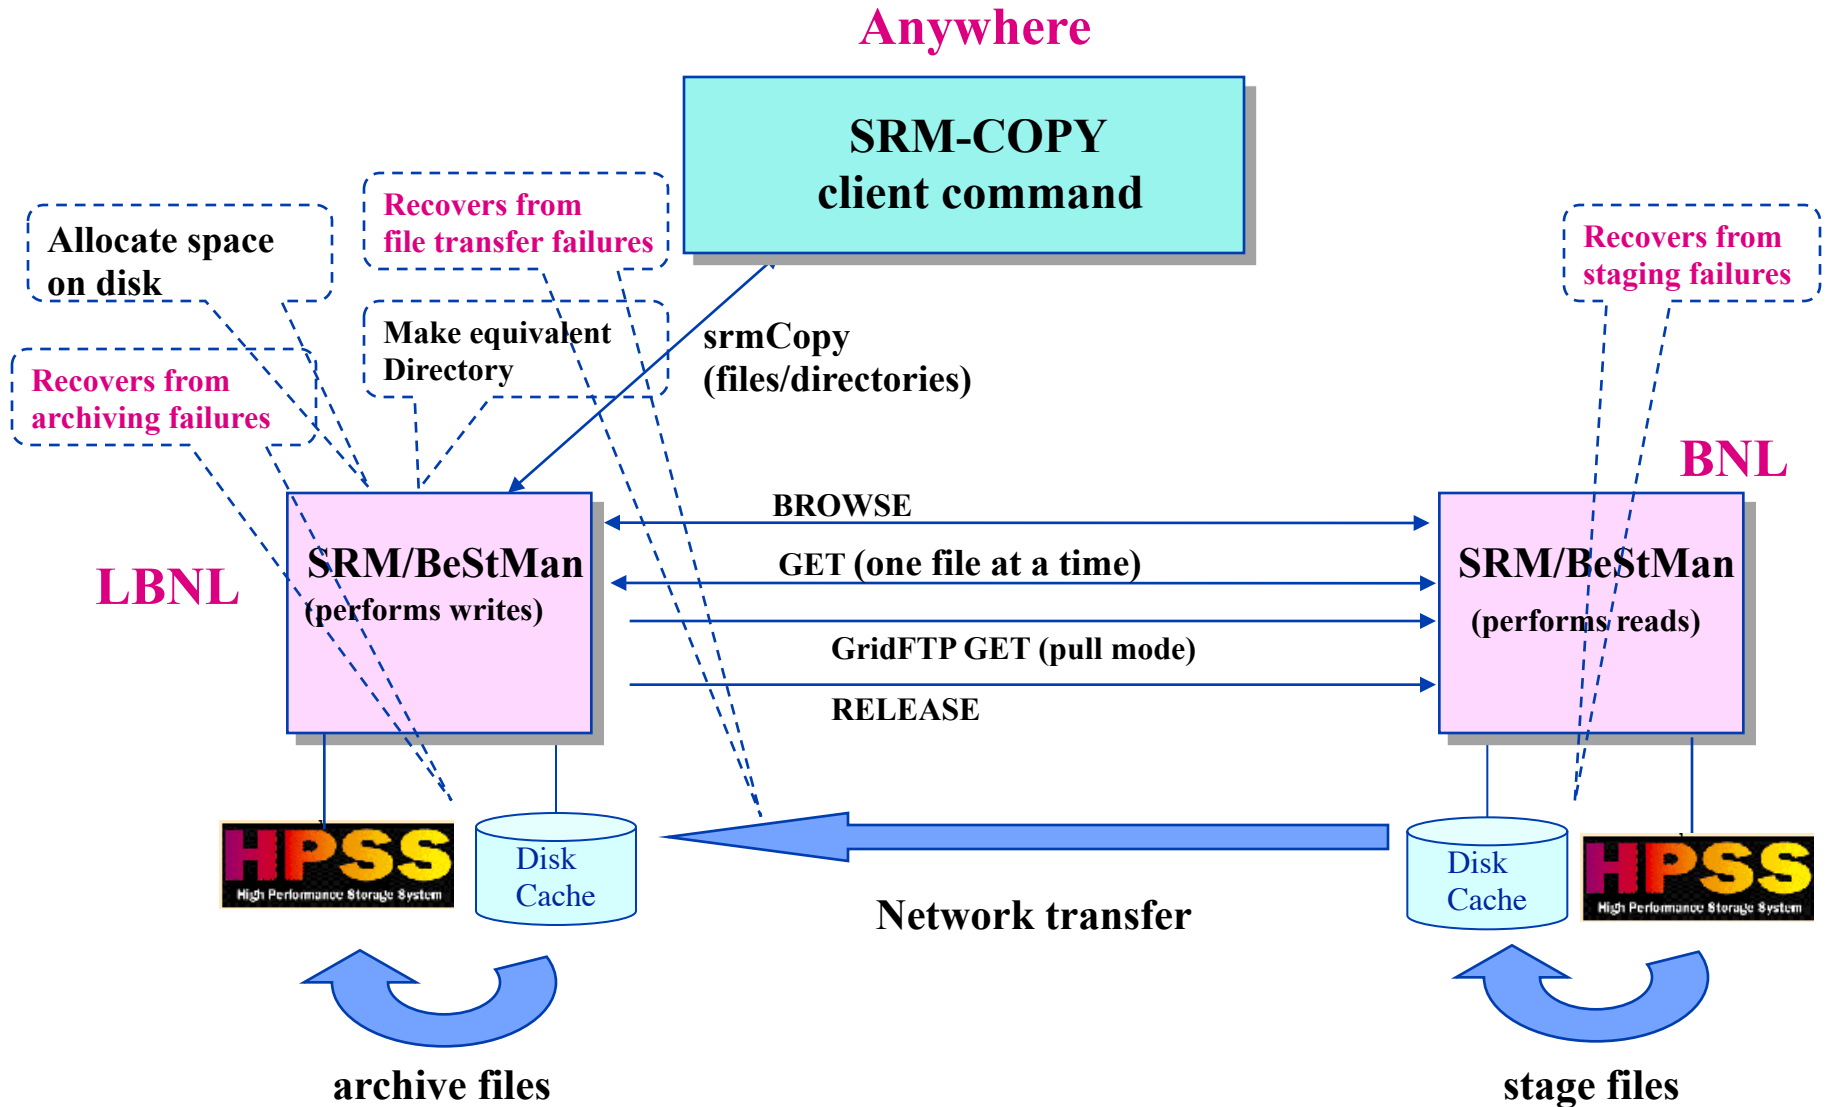 Anywhere
SRM-COPY
client command
Allocate space
on disk
Recovers from
file transfer failures
Recovers from
staging failures
Make equivalent
Directory
srmCopy
(files/directories)
Recovers from
archiving failures
BNL
LBNL
SRM/BeStMan
(performs writes)
BROWSE
GET (one file at a time)
GridFTP GET (pull mode)
RELEASE
SRM/BeStMan
(performs reads)
HPSS
High Performance Storage System
Disk
Cache
Network transfer
Disk
Cache
HPSS
High Performance Storage System
archive files
stage files